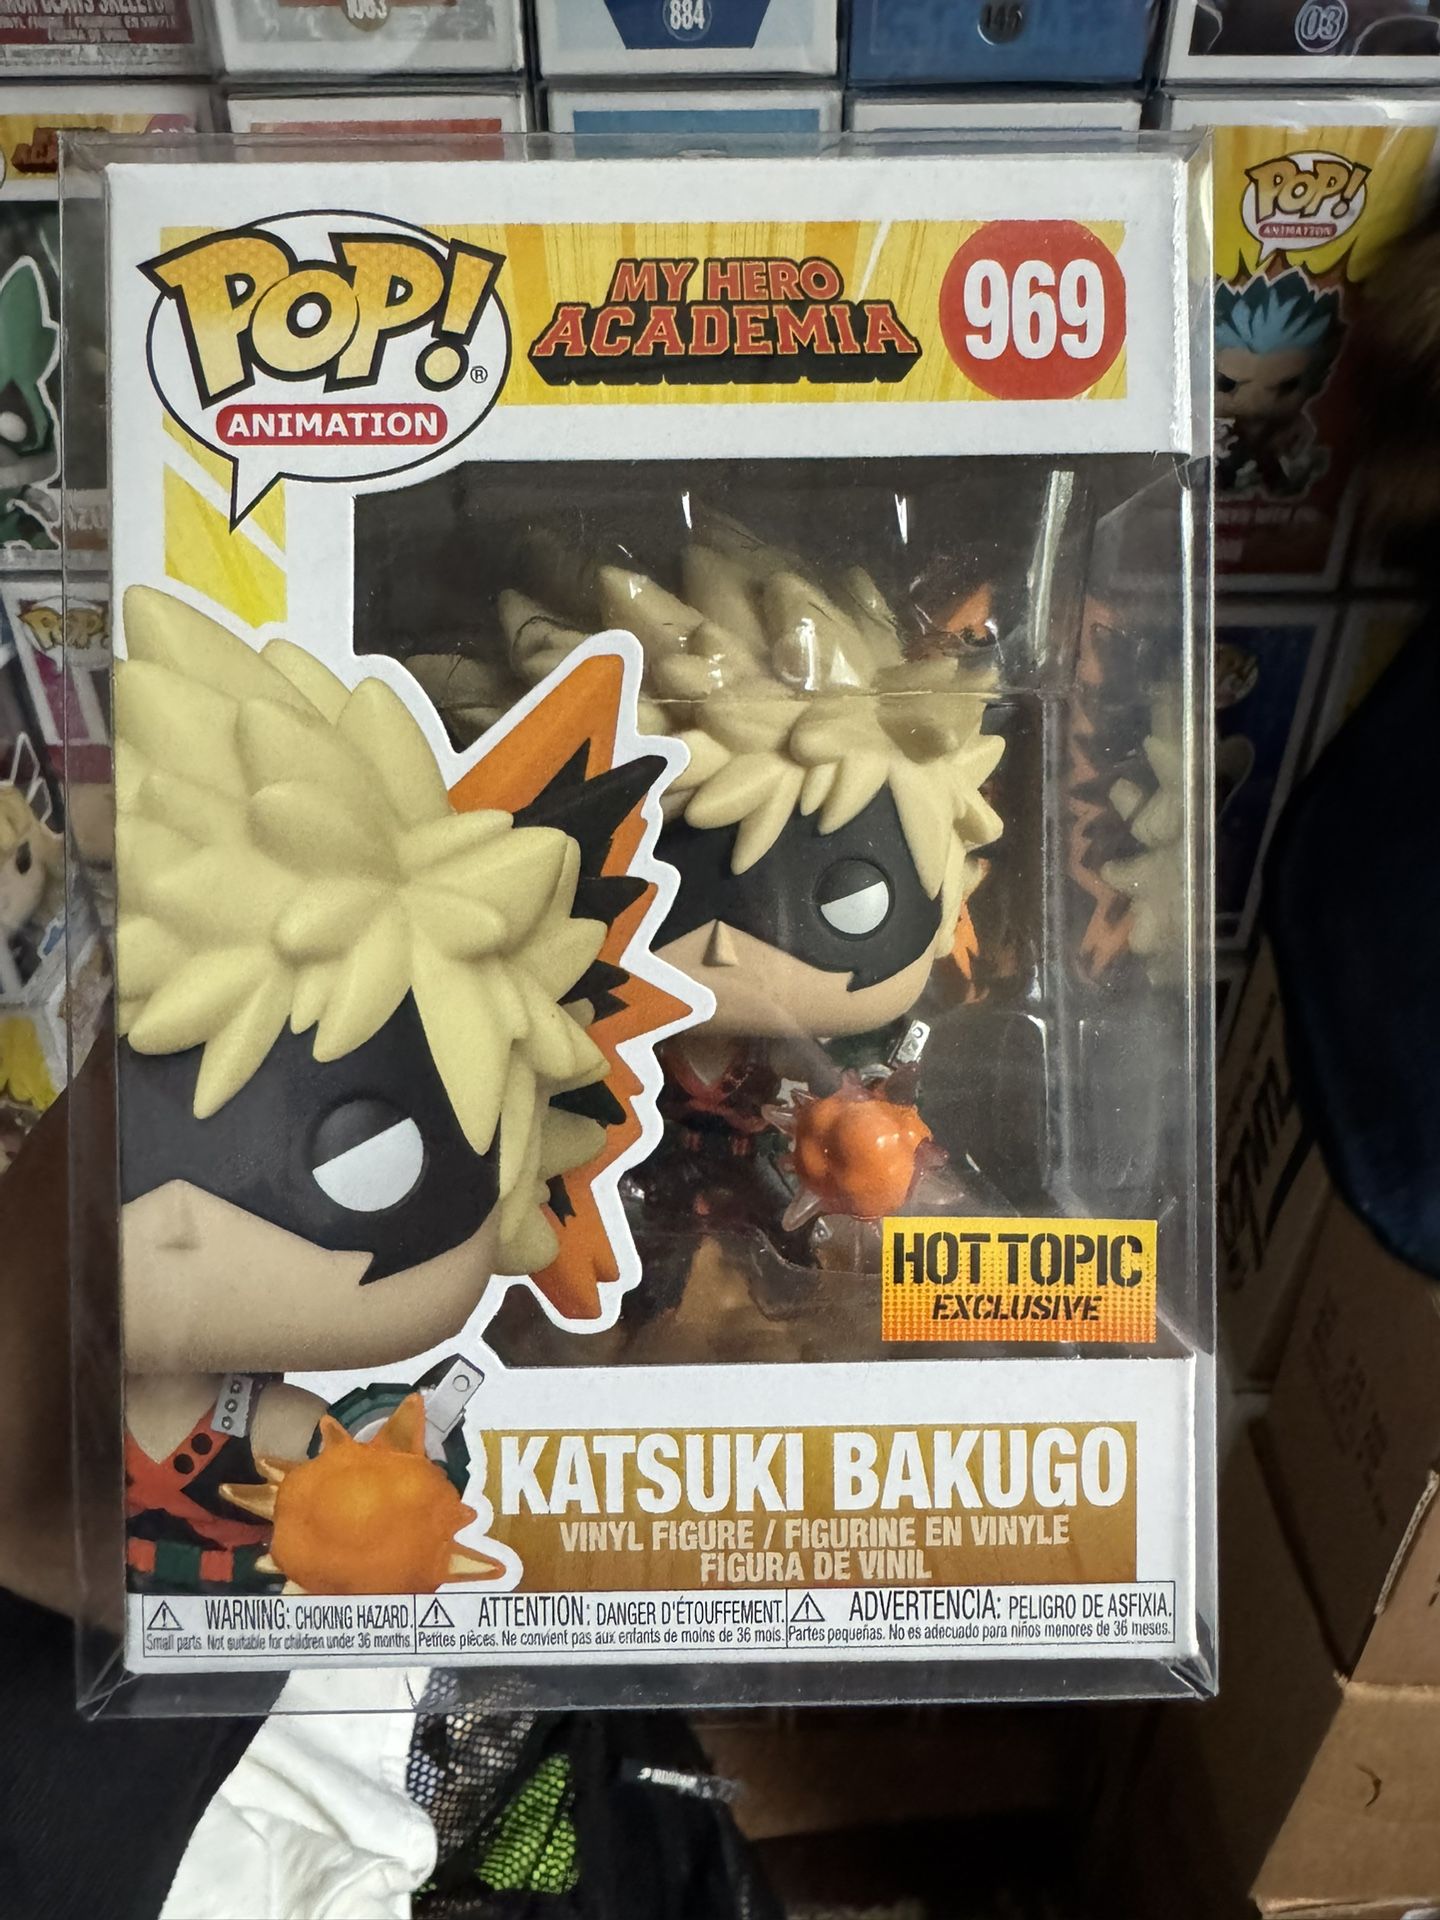 1063
884
145
03
POP!
ANIMATION
POP!®
ANIMATION
MY HERO
ACADEMIA
969
HOT TOPIC
EXCLUSIVE
KATSUKI BAKUGO
VINYL FIGURE / FIGURINE EN VINYLE
FIGURA DE VINIL
WARNING: CHOKING HAZARD.
Small parts. Not suitable for children under 36 months.
ATTENTION: DANGER D'ÉTOUFFEMENT.
Petites pièces. Ne convient pas aux enfants de moins de 36 mois.
ADVERTENCIA: PELIGRO DE ASFIXIA.
Partes pequeñas. No es adecuado para niños menores de 36 meses.